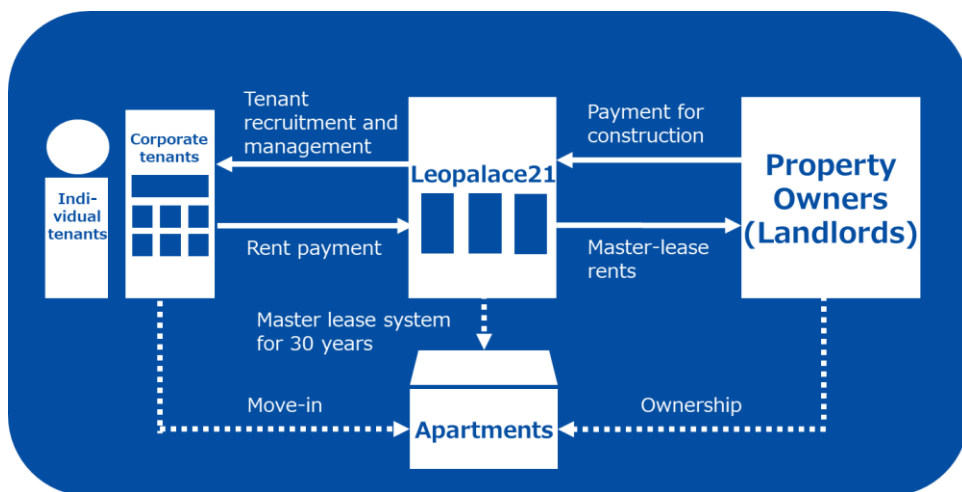 Tenant
recruitment and
management
Payment for
construction
Corporate
tenants
Indi-
vidual
tenants
Leopalace21
Property
Owners
(Landlords)
Rent payment
Master-lease
rents
Master lease system
for 30 years
Move-in
Ownership
Apartments